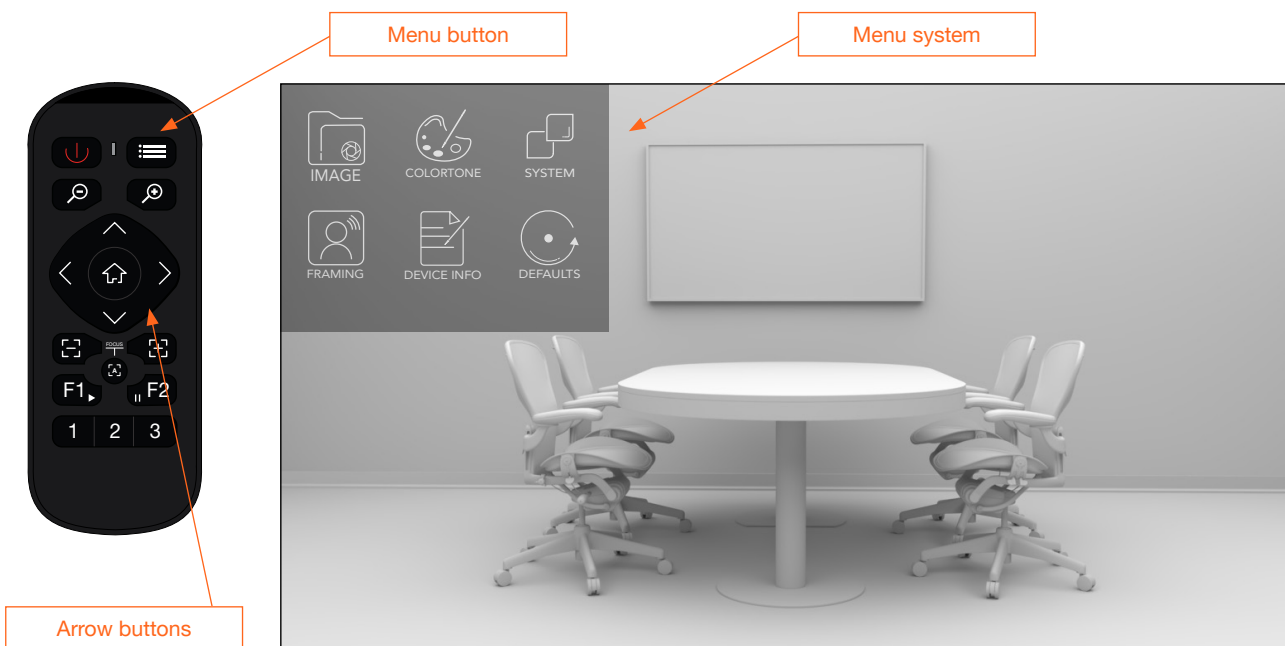 Menu button
Menu system
IMAGE
COLORTONE
SYSTEM
FRAMING
DEVICE INFO
DEFAULTS
FOCUS
[A]
F1
F2
1 2 3
Arrow buttons